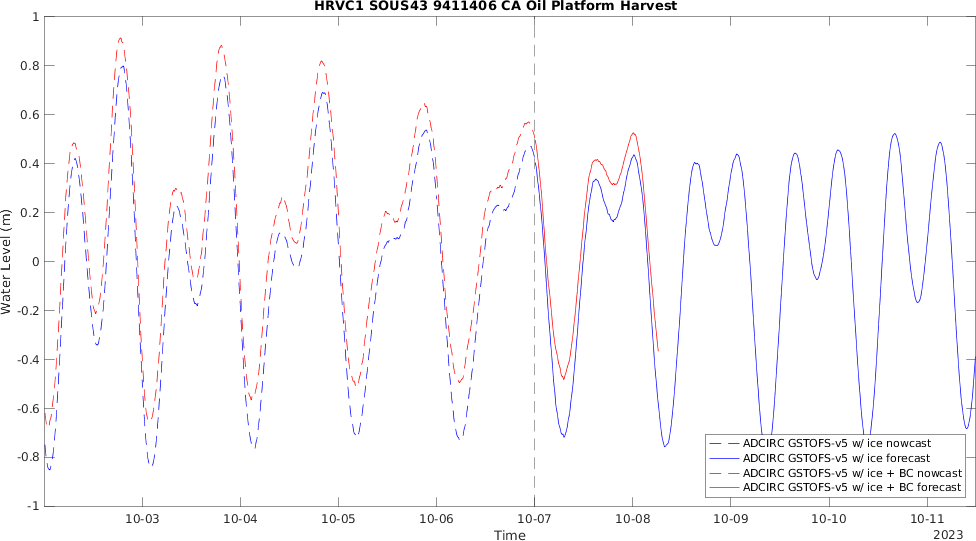 HRVC1 SOUS43 9411406 CA Oil Platform Harvest
1
0.8
0.6
0.4
0.2
0
-0.2
-0.4
-0.6
-0.8
-1
Water Level (m)
10-03 10-04 10-05 10-06 10-07 10-08 10-09 10-10 10-11
Time
2023
ADCIRC GSTOFS-v5 w/ ice nowcast
ADCIRC GSTOFS-v5 w/ ice forecast
ADCIRC GSTOFS-v5 w/ ice + BC nowcast
ADCIRC GSTOFS-v5 w/ ice + BC forecast